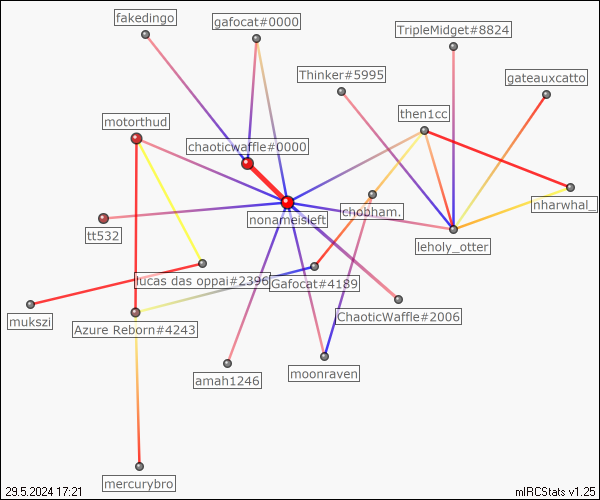 fakedingo
gafocat#0000
TripleMidget#8824
Thinker#5995
gateauxcatto
then1cc
motorthud
chaoticwaffle#0000
nharwhal_
chobham.
nonameisleft
tt532
leholy_otter
lucas das oppai#2396
Gafocat#4189
mukszi
Azure Reborn#4243
ChaoticWaffle#2006
amah1246
moonraven
mercurybro
29.5.2024 17:21
mIRCStats v1.25